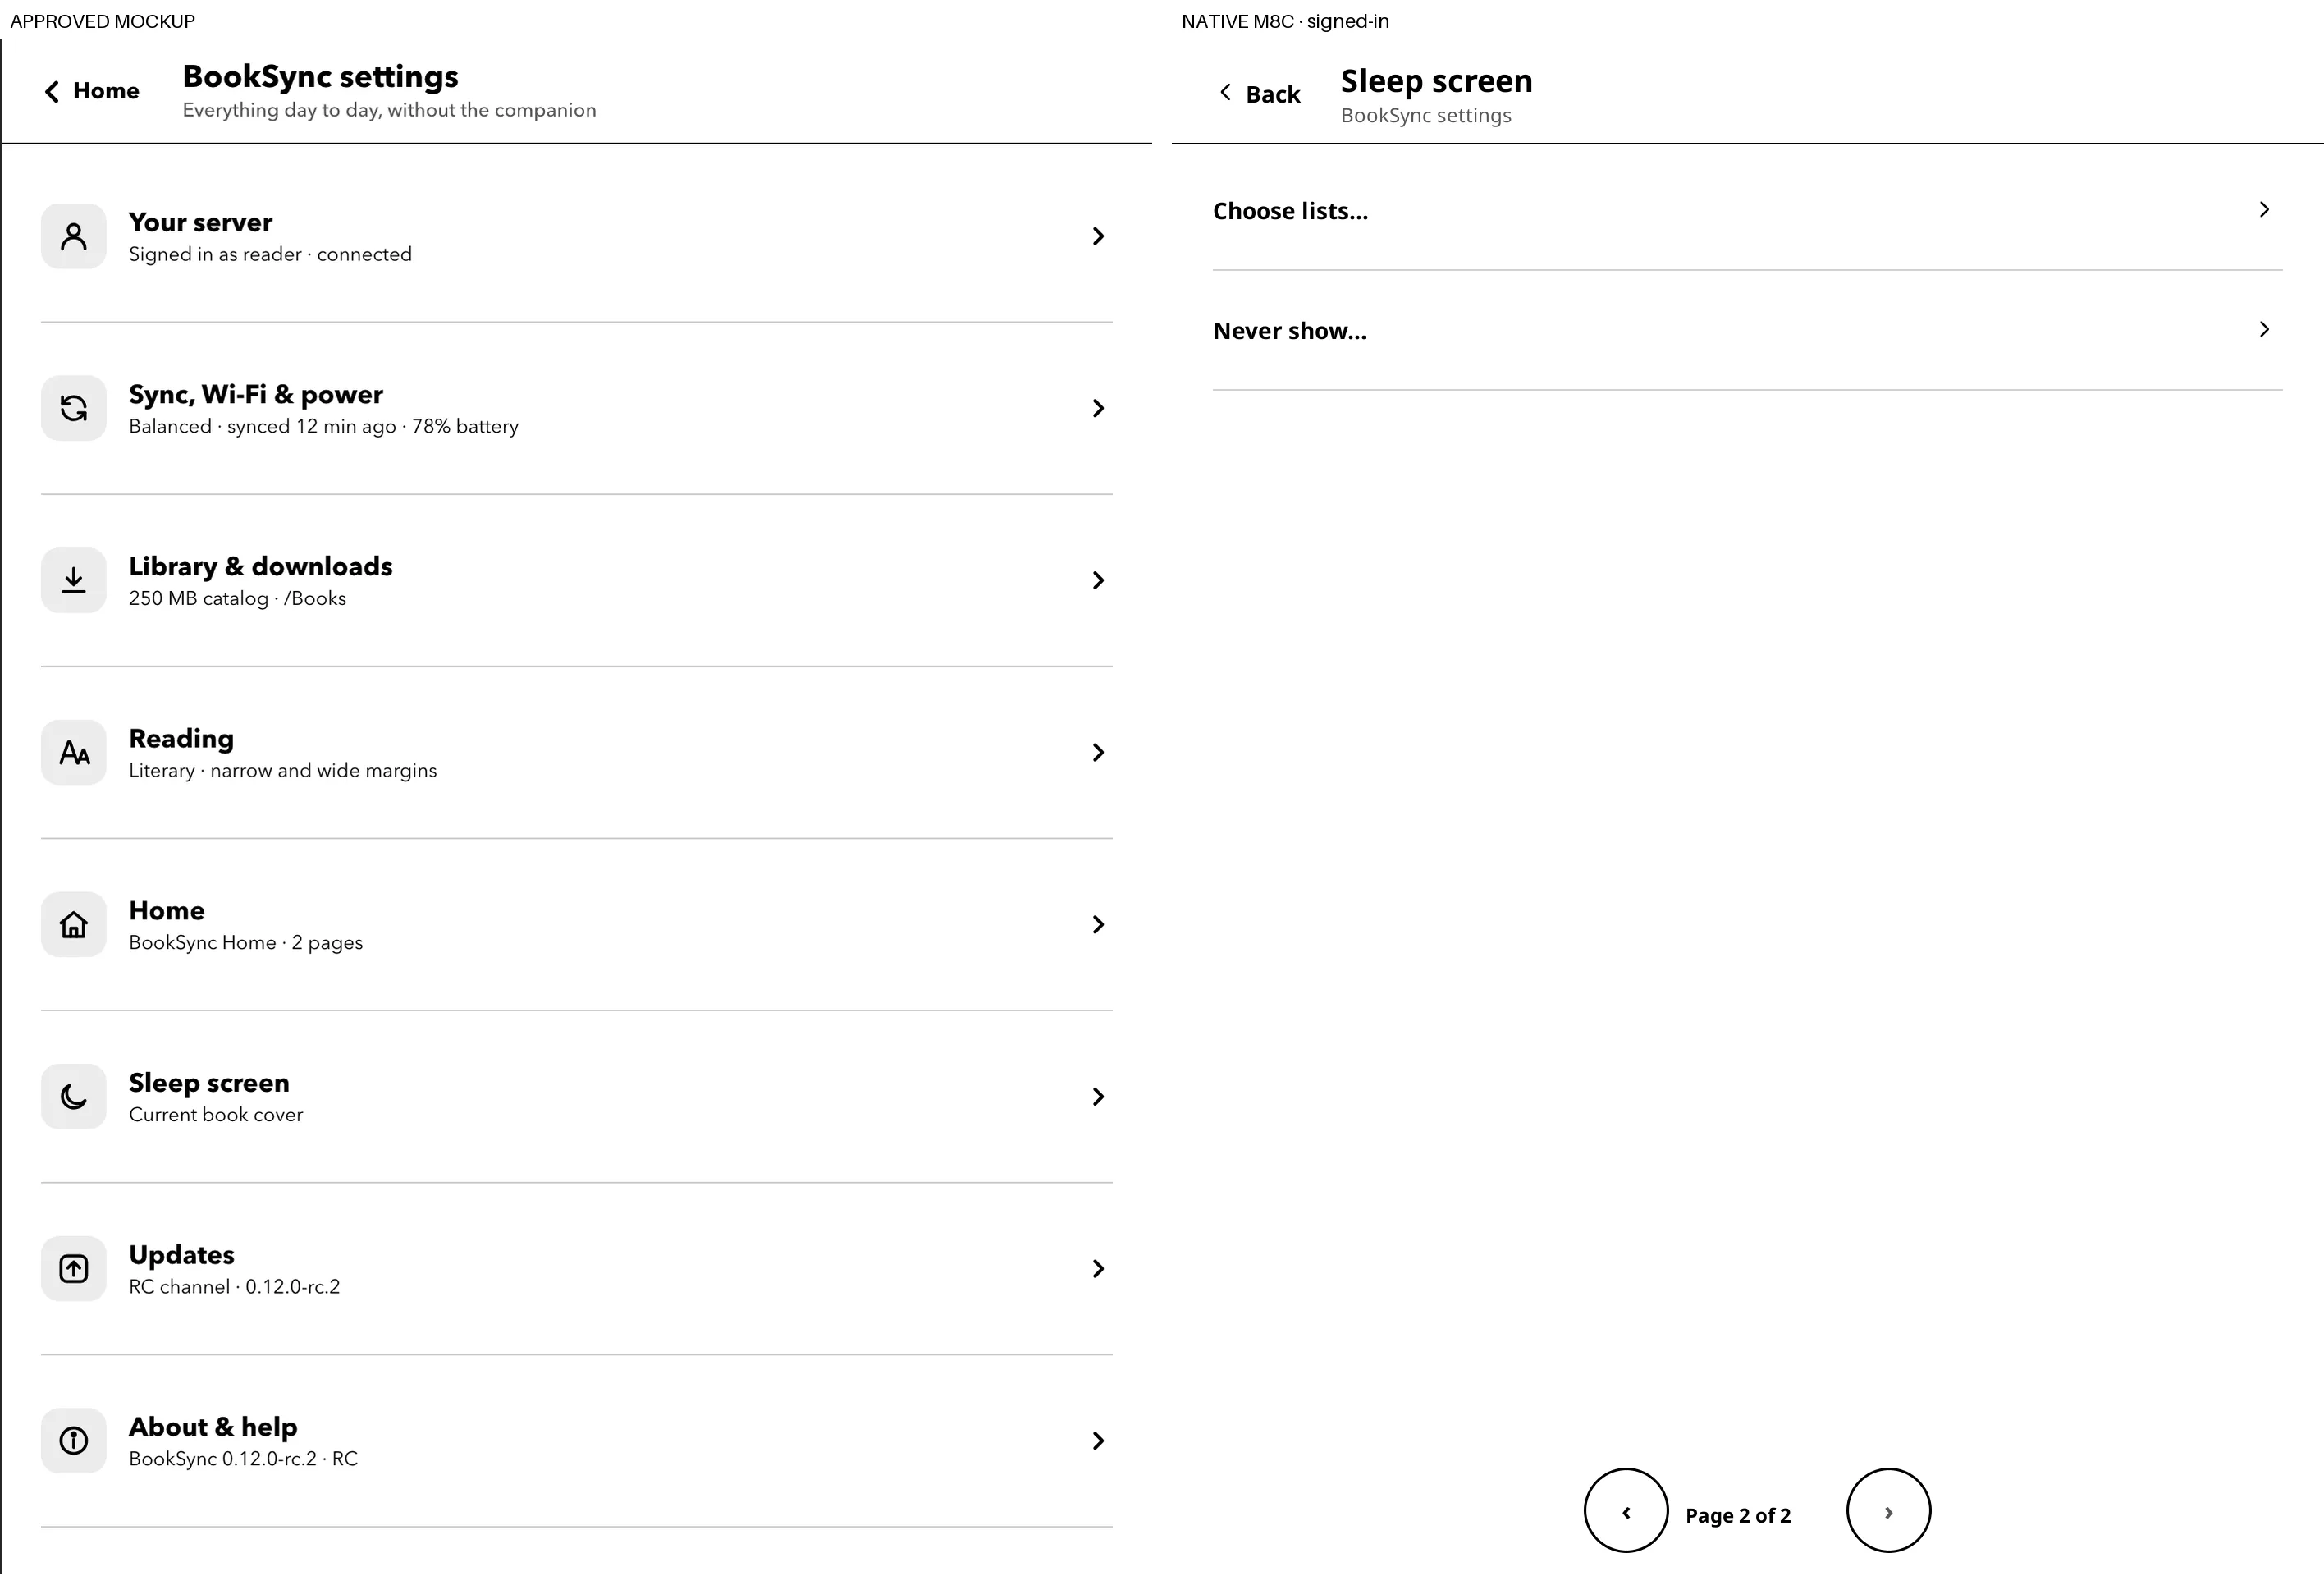 APPROVED MOCKUP
Home
BookSync settings
Everything day to day, without the companion
Your server
Signed in as reader · connected
Sync, Wi-Fi & power
Balanced · synced 12 min ago · 78% battery
Library & downloads
250 MB catalog · /Books
Reading
Literary · narrow and wide margins
Home
BookSync Home · 2 pages
Sleep screen
Current book cover
Updates
RC channel · 0.12.0-rc.2
About & help
BookSync 0.12.0-rc.2 · RC
NATIVE M8C · signed-in
Back
Sleep screen
BookSync settings
Choose lists...
Never show...
‹ Page 2 of 2 ›